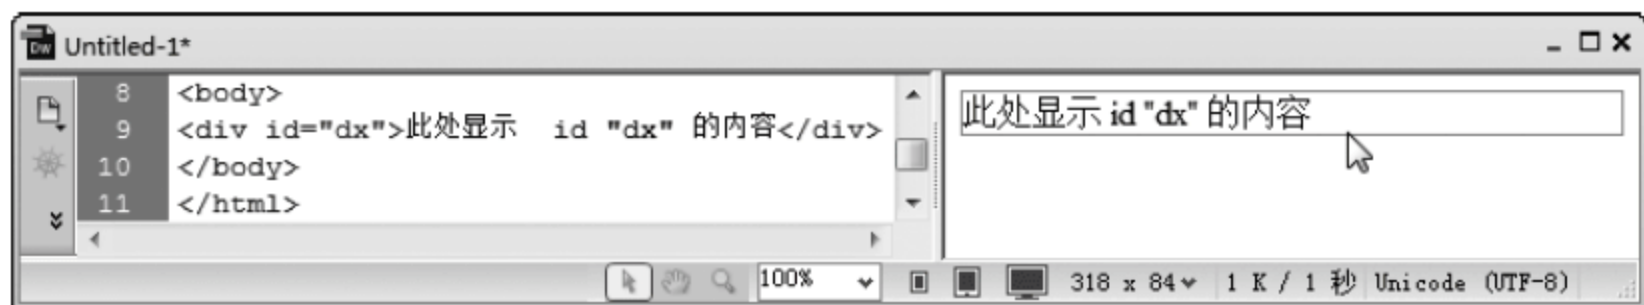 Dw Untitled-1*
8 <body>
9 <div id="dx">此处显示 id "dx" 的内容</div>
10 </body>
11 </html>
此处显示 id "dx" 的内容
100% 318 x 84 1 K / 1 秒 Unicode (UTF-8)